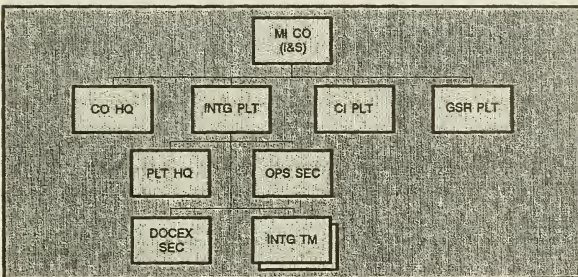 MI CO
(I&S)
CO HQ
INTG PLT
CI PLT
GSR PLT
PLT HQ
OPS SEC
DOCEX
SEC
INTG TM